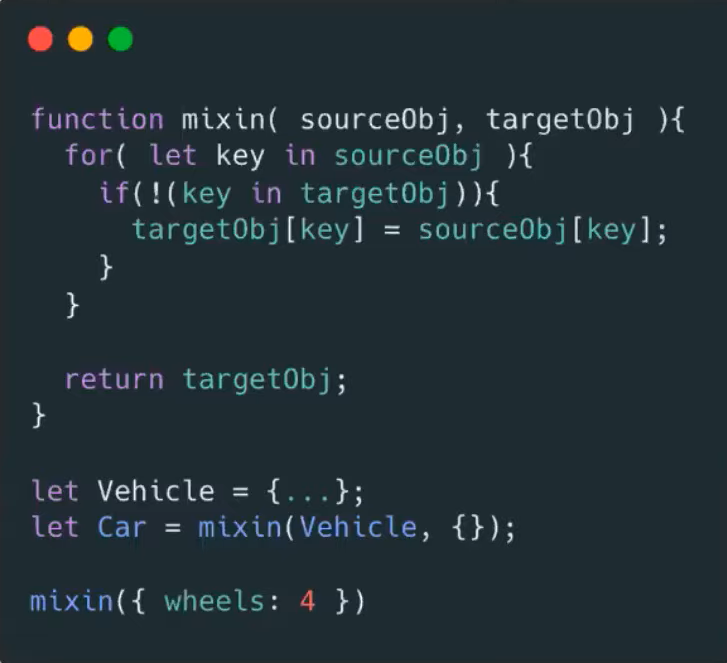 function mixin( sourceObj, targetObj ){
  for( let key in sourceObj ){
    if(!(key in targetObj)){
      targetObj[key] = sourceObj[key];
    }
  }

  return targetObj;
}

let Vehicle = {...};
let Car = mixin(Vehicle, {});

mixin({ wheels: 4 })